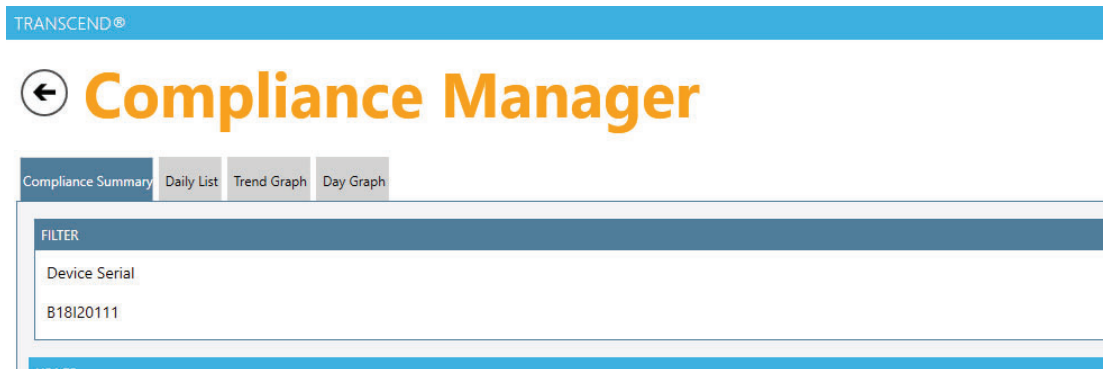 TRANSCEND®
Compliance Manager
Compliance Summary Daily List Trend Graph Day Graph
FILTER
Device Serial
B18I20111